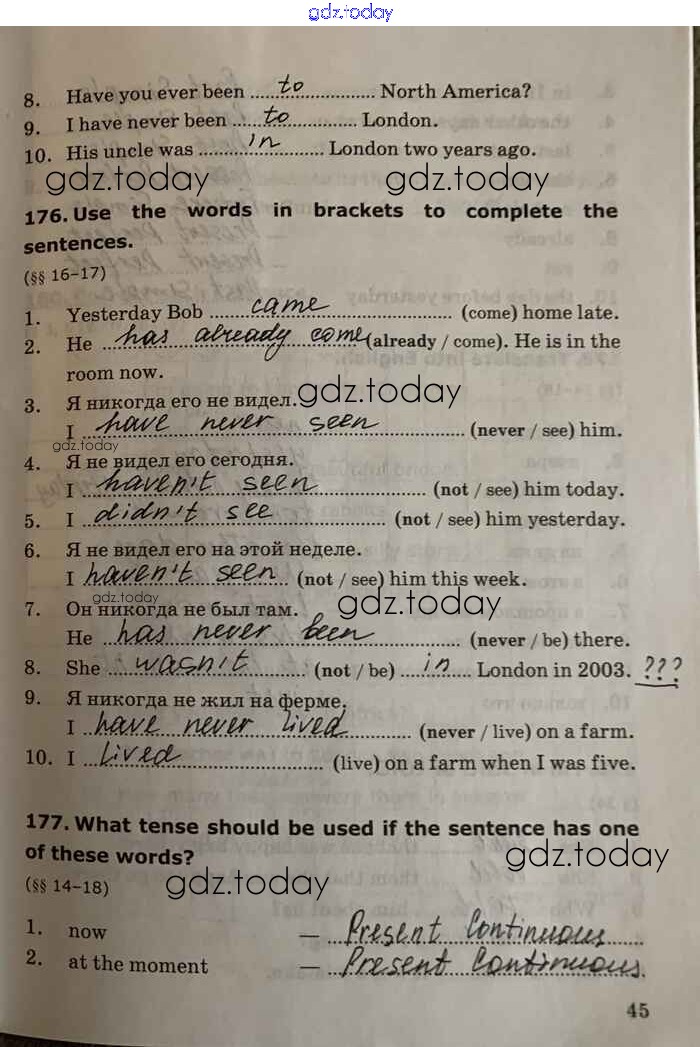 gdz.today
8. Have you ever been ....to.... North America?
9. I have never been ....to.... London.
10. His uncle was ....in.... London two years ago.
gdz.today gdz.today
176. Use the words in brackets to complete the
sentences.
(§§ 16–17)
1. Yesterday Bob ....came.... (come) home late.
2. He ....has already come (already / come). He is in the
room now.
3. Я никогда его не видел. gdz.today
I ....have never seen.... (never / see) him.
gdz.today
4. Я не видел его сегодня.
I ....haven't seen.... (not / see) him today.
5. I ....didn't see.... (not / see) him yesterday.
6. Я не видел его на этой неделе.
I ....haven't seen.... (not / see) him this week.
gdz.today gdz.today
7. Он никогда не был там.
He ....has never been.... (never / be) there.
8. She ....wasn't.... (not / be) ....in.... London in 2003. ???
9. Я никогда не жил на ферме.
I ....have never lived.... (never / live) on a farm.
10. I ....lived.... (live) on a farm when I was five.
177. What tense should be used if the sentence has one
of these words?
gdz.today
(§§ 14–18) gdz.today
1. now — ....Present Continuous....
2. at the moment — ....Present Continuous....
45